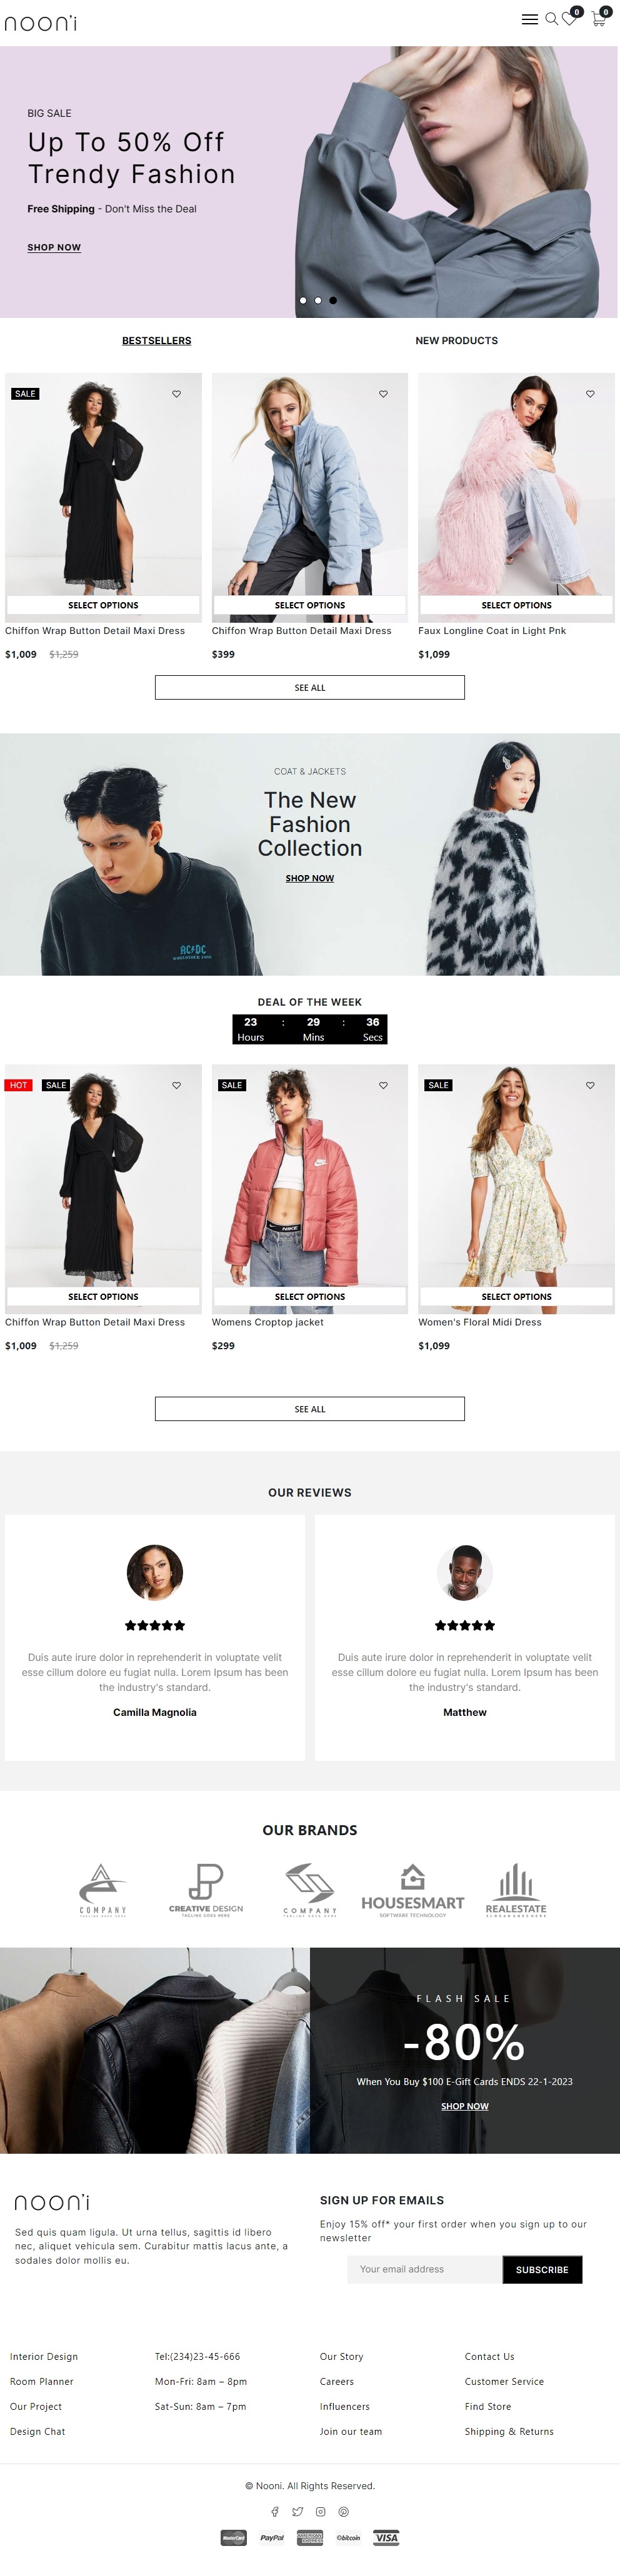 noon'i
0
0
BIG SALE
Up To 50% Off
Trendy Fashion
Free Shipping - Don't Miss the Deal
SHOP NOW
BESTSELLERS
NEW PRODUCTS
SALE
SELECT OPTIONS
SELECT OPTIONS
SELECT OPTIONS
Chiffon Wrap Button Detail Maxi Dress
Chiffon Wrap Button Detail Maxi Dress
Faux Longline Coat in Light Pnk
$1,009 $1,259
$399
$1,099
SEE ALL
COAT & JACKETS
The New
Fashion
Collection
SHOP NOW
AC DC
DEAL OF THE WEEK
23 : 29 : 36
Hours Mins Secs
HOT
SALE
SALE
SALE
NIKE
SELECT OPTIONS
SELECT OPTIONS
SELECT OPTIONS
Chiffon Wrap Button Detail Maxi Dress
Womens Croptop jacket
Women's Floral Midi Dress
$1,009 $1,259
$299
$1,099
SEE ALL
OUR REVIEWS
Duis aute irure dolor in reprehenderit in voluptate velit
esse cillum dolore eu fugiat nulla. Lorem Ipsum has been
the industry's standard.
Camilla Magnolia
Duis aute irure dolor in reprehenderit in voluptate velit
esse cillum dolore eu fugiat nulla. Lorem Ipsum has been
the industry's standard.
Matthew
OUR BRANDS
COMPANY
CREATIVE DESIGN
TAGLINE GOES HERE
COMPANY
HOUSESMART
SOFTWARE TECHNOLOGY
REALESTATE
FLASH SALE
-80%
When You Buy $100 E-Gift Cards ENDS 22-1-2023
SHOP NOW
noon'i
Sed quis quam ligula. Ut urna tellus, sagittis id libero
nec, aliquet vehicula sem. Curabitur mattis lacus ante, a
sodales dolor mollis eu.
SIGN UP FOR EMAILS
Enjoy 15% off* your first order when you sign up to our
newsletter
Your email address
SUBSCRIBE
Interior Design
Room Planner
Our Project
Design Chat
Tel:(234)23-45-666
Mon-Fri: 8am – 8pm
Sat-Sun: 8am – 7pm
Our Story
Careers
Influencers
Join our team
Contact Us
Customer Service
Find Store
Shipping & Returns
© Nooni. All Rights Reserved.
MasterCard
PayPal
AMERICAN EXPRESS
bitcoin
VISA